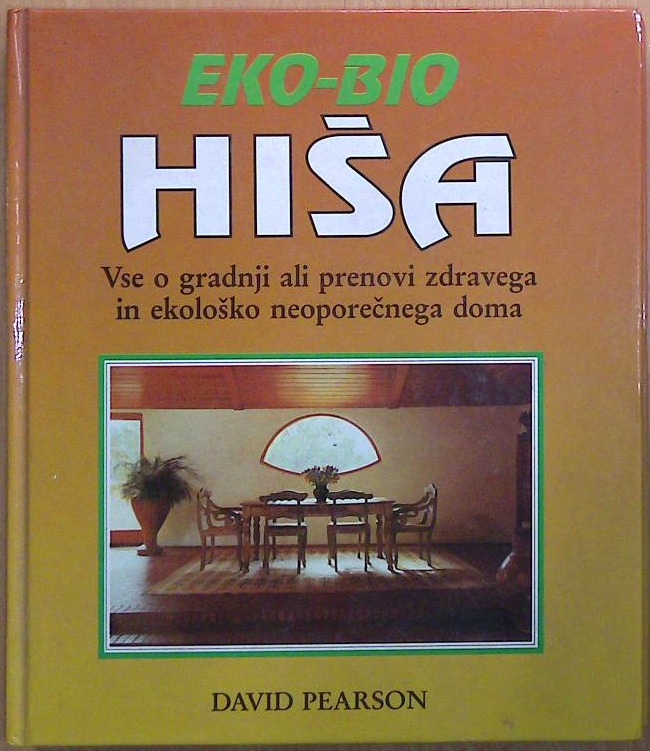 EKO-BIO
HIŠA
Vse o gradnji ali prenovi zdravega
in ekološko neoporečnega doma
DAVID PEARSON